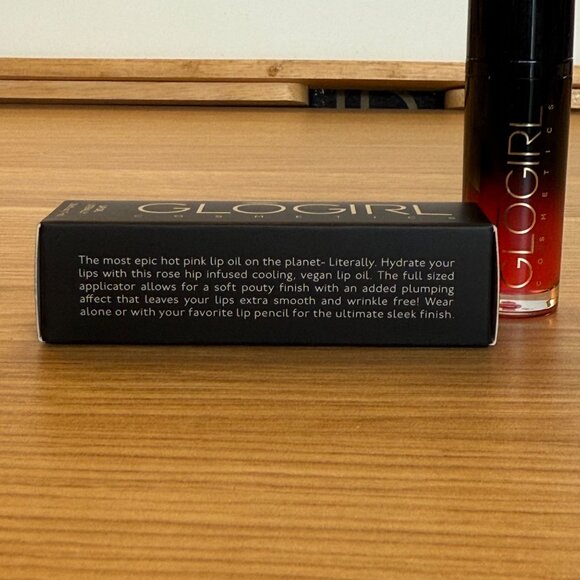 GLOGIRL
COSMETICS
The most epic hot pink lip oil on the planet- Literally. Hydrate your
lips with this rose hip infused cooling, vegan lip oil. The full sized
applicator allows for a soft pouty finish with an added plumping
affect that leaves your lips extra smooth and wrinkle free! Wear
alone or with your favorite lip pencil for the ultimate sleek finish.
GLOGIRL
COSMETICS